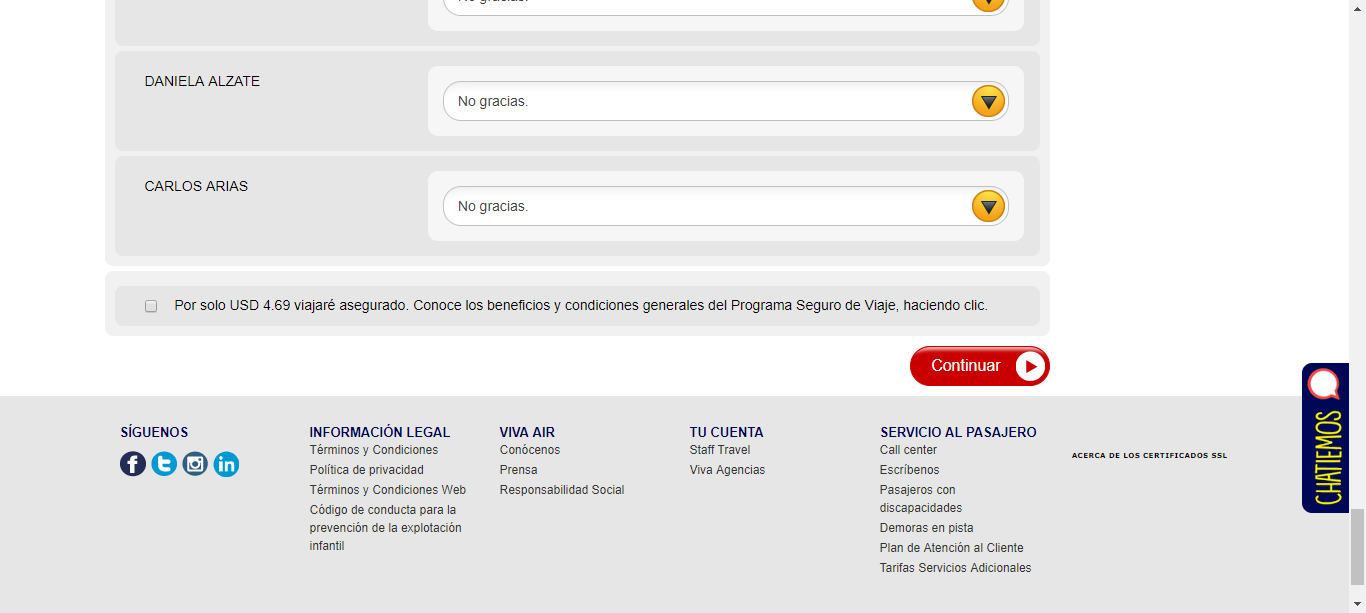 No gracias.
DANIELA ALZATE
No gracias.
CARLOS ARIAS
No gracias.
Por solo USD 4.69 viajaré asegurado. Conoce los beneficios y condiciones generales del Programa Seguro de Viaje, haciendo clic.
Continuar
CHATIEMOS
SÍGUENOS
INFORMACIÓN LEGAL
Términos y Condiciones
Política de privacidad
Términos y Condiciones Web
Código de conducta para la
prevención de la explotación
infantil
VIVA AIR
Conócenos
Prensa
Responsabilidad Social
TU CUENTA
Staff Travel
Viva Agencias
SERVICIO AL PASAJERO
Call center
Escríbenos
Pasajeros con
discapacidades
Demoras en pista
Plan de Atención al Cliente
Tarifas Servicios Adicionales
ACERCA DE LOS CERTIFICADOS SSL